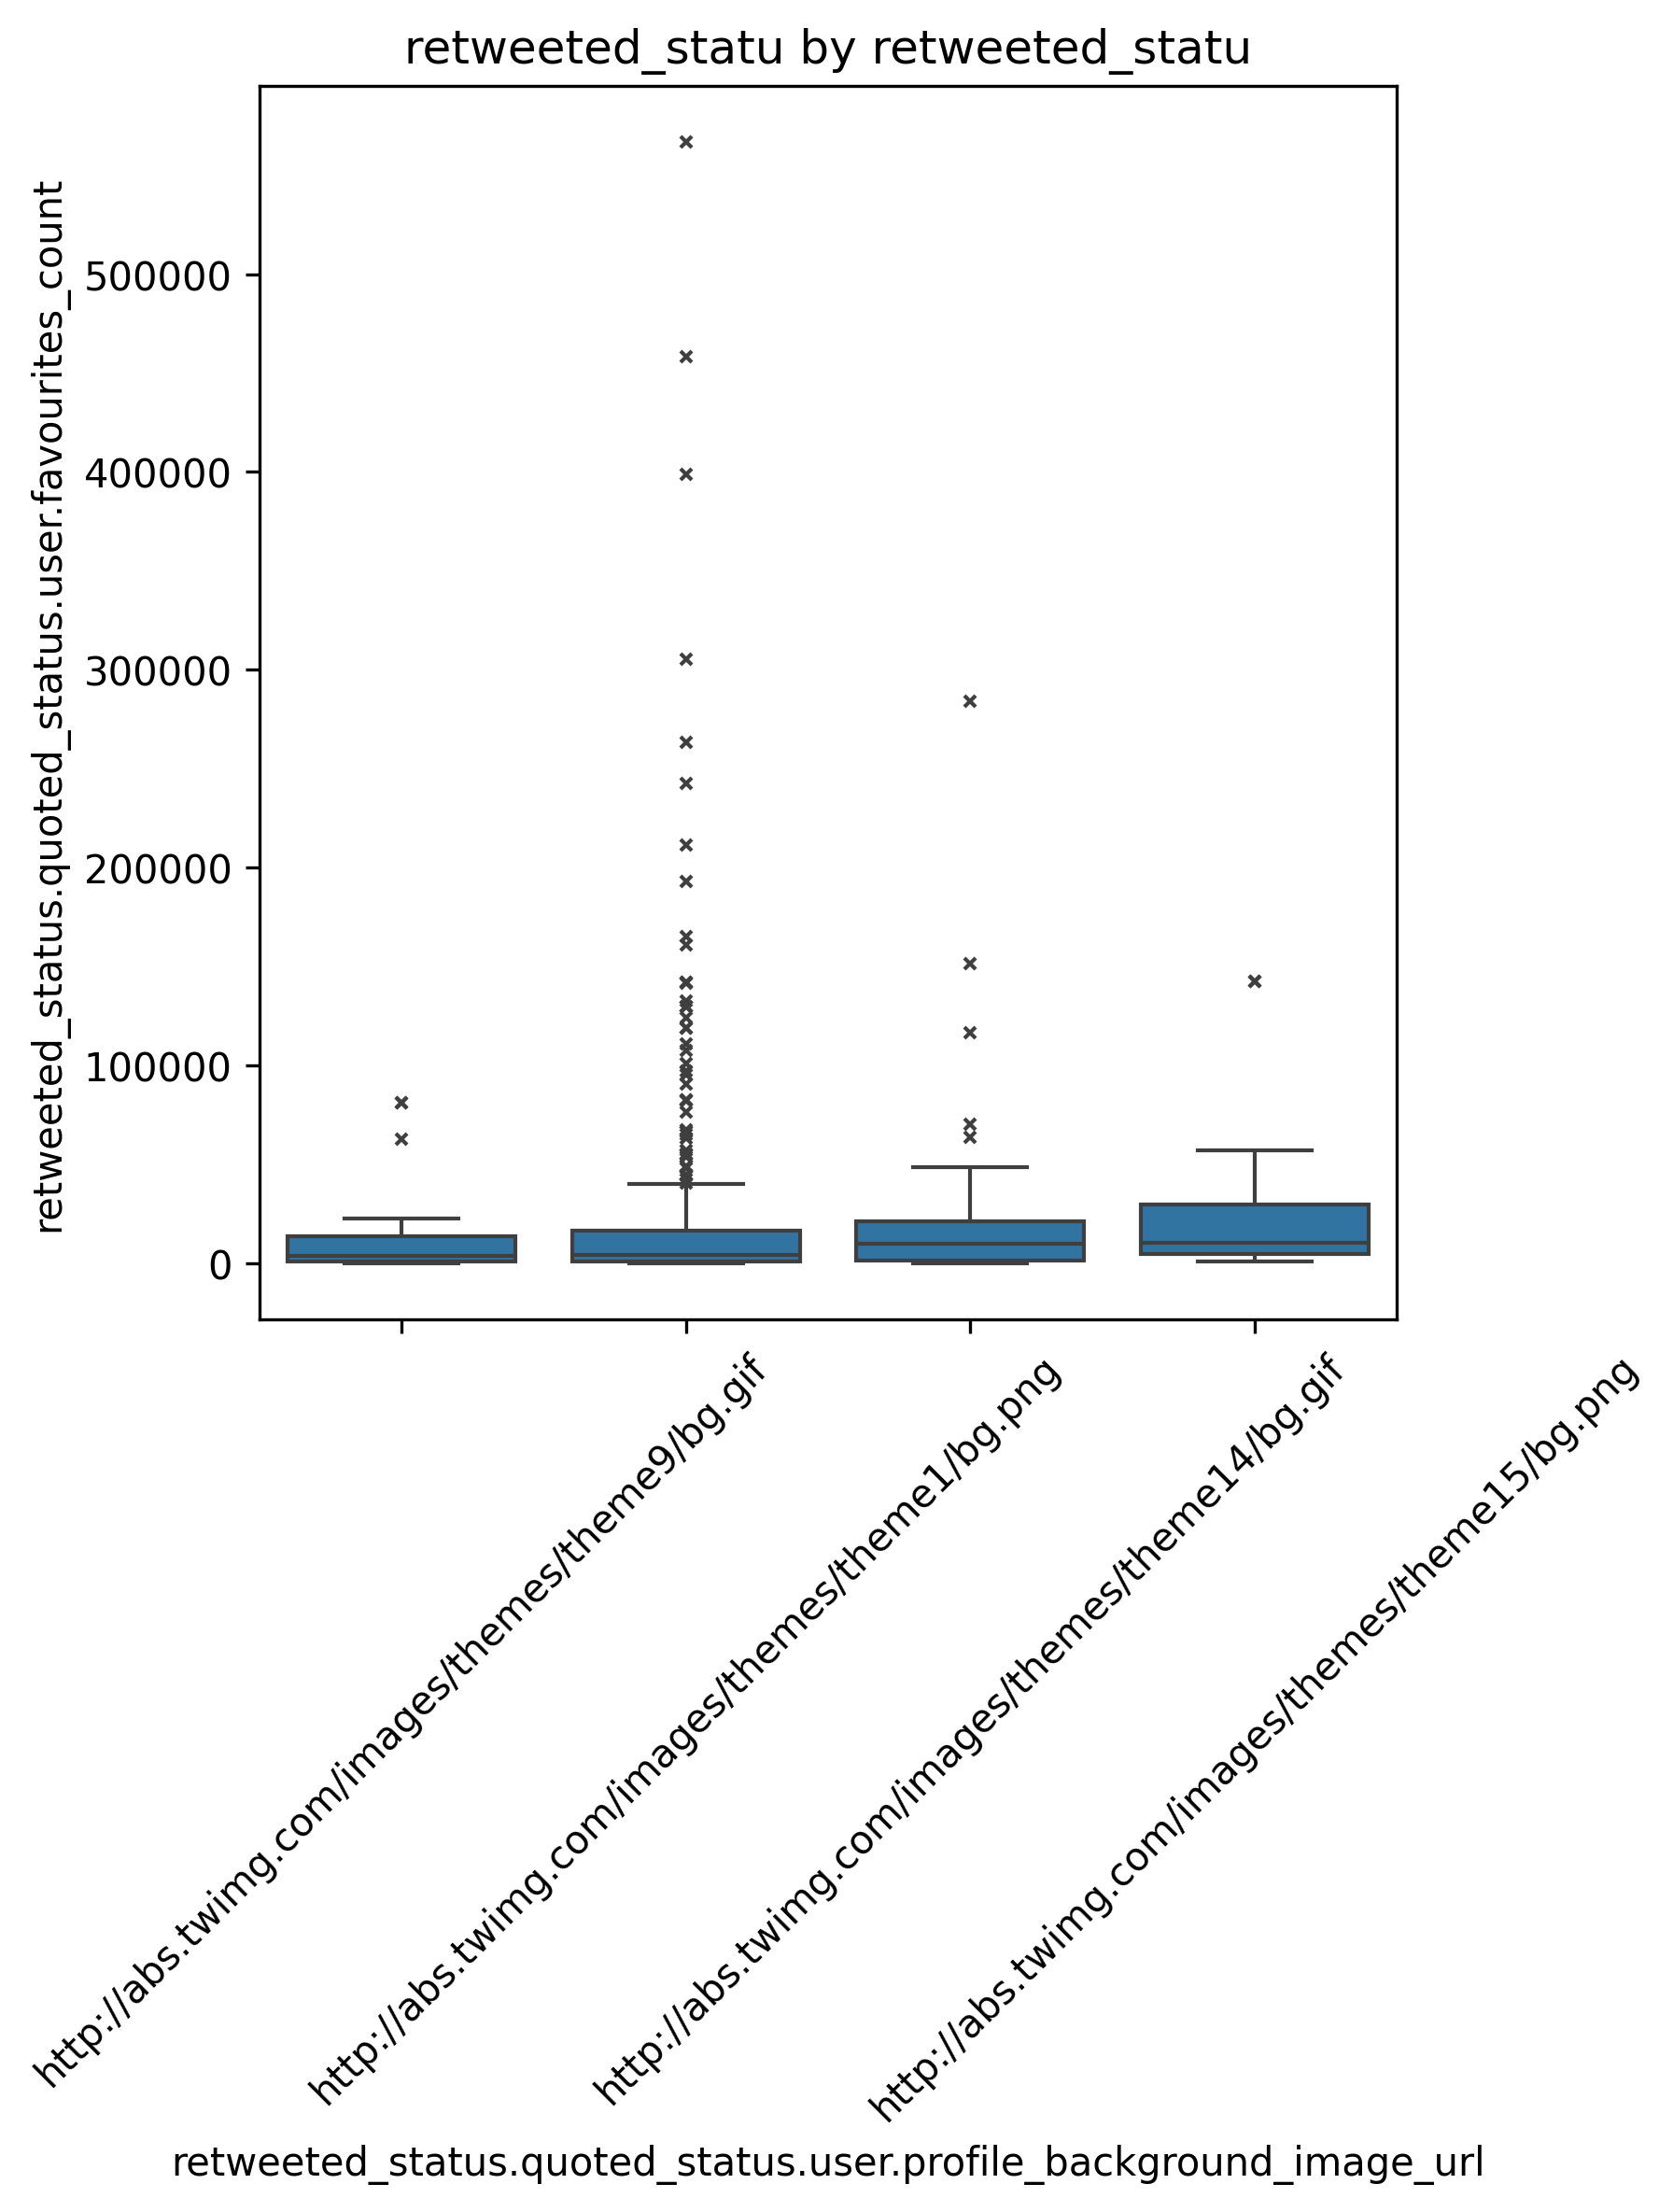 retweeted_statu by retweeted_statu
retweeted_status.quoted_status.user.favourites_count
500000
400000
300000
200000
100000
0
http://abs.twimg.com/images/themes/theme9/bg.gif
http://abs.twimg.com/images/themes/theme1/bg.png
http://abs.twimg.com/images/themes/theme14/bg.gif
http://abs.twimg.com/images/themes/theme15/bg.png
retweeted_status.quoted_status.user.profile_background_image_url